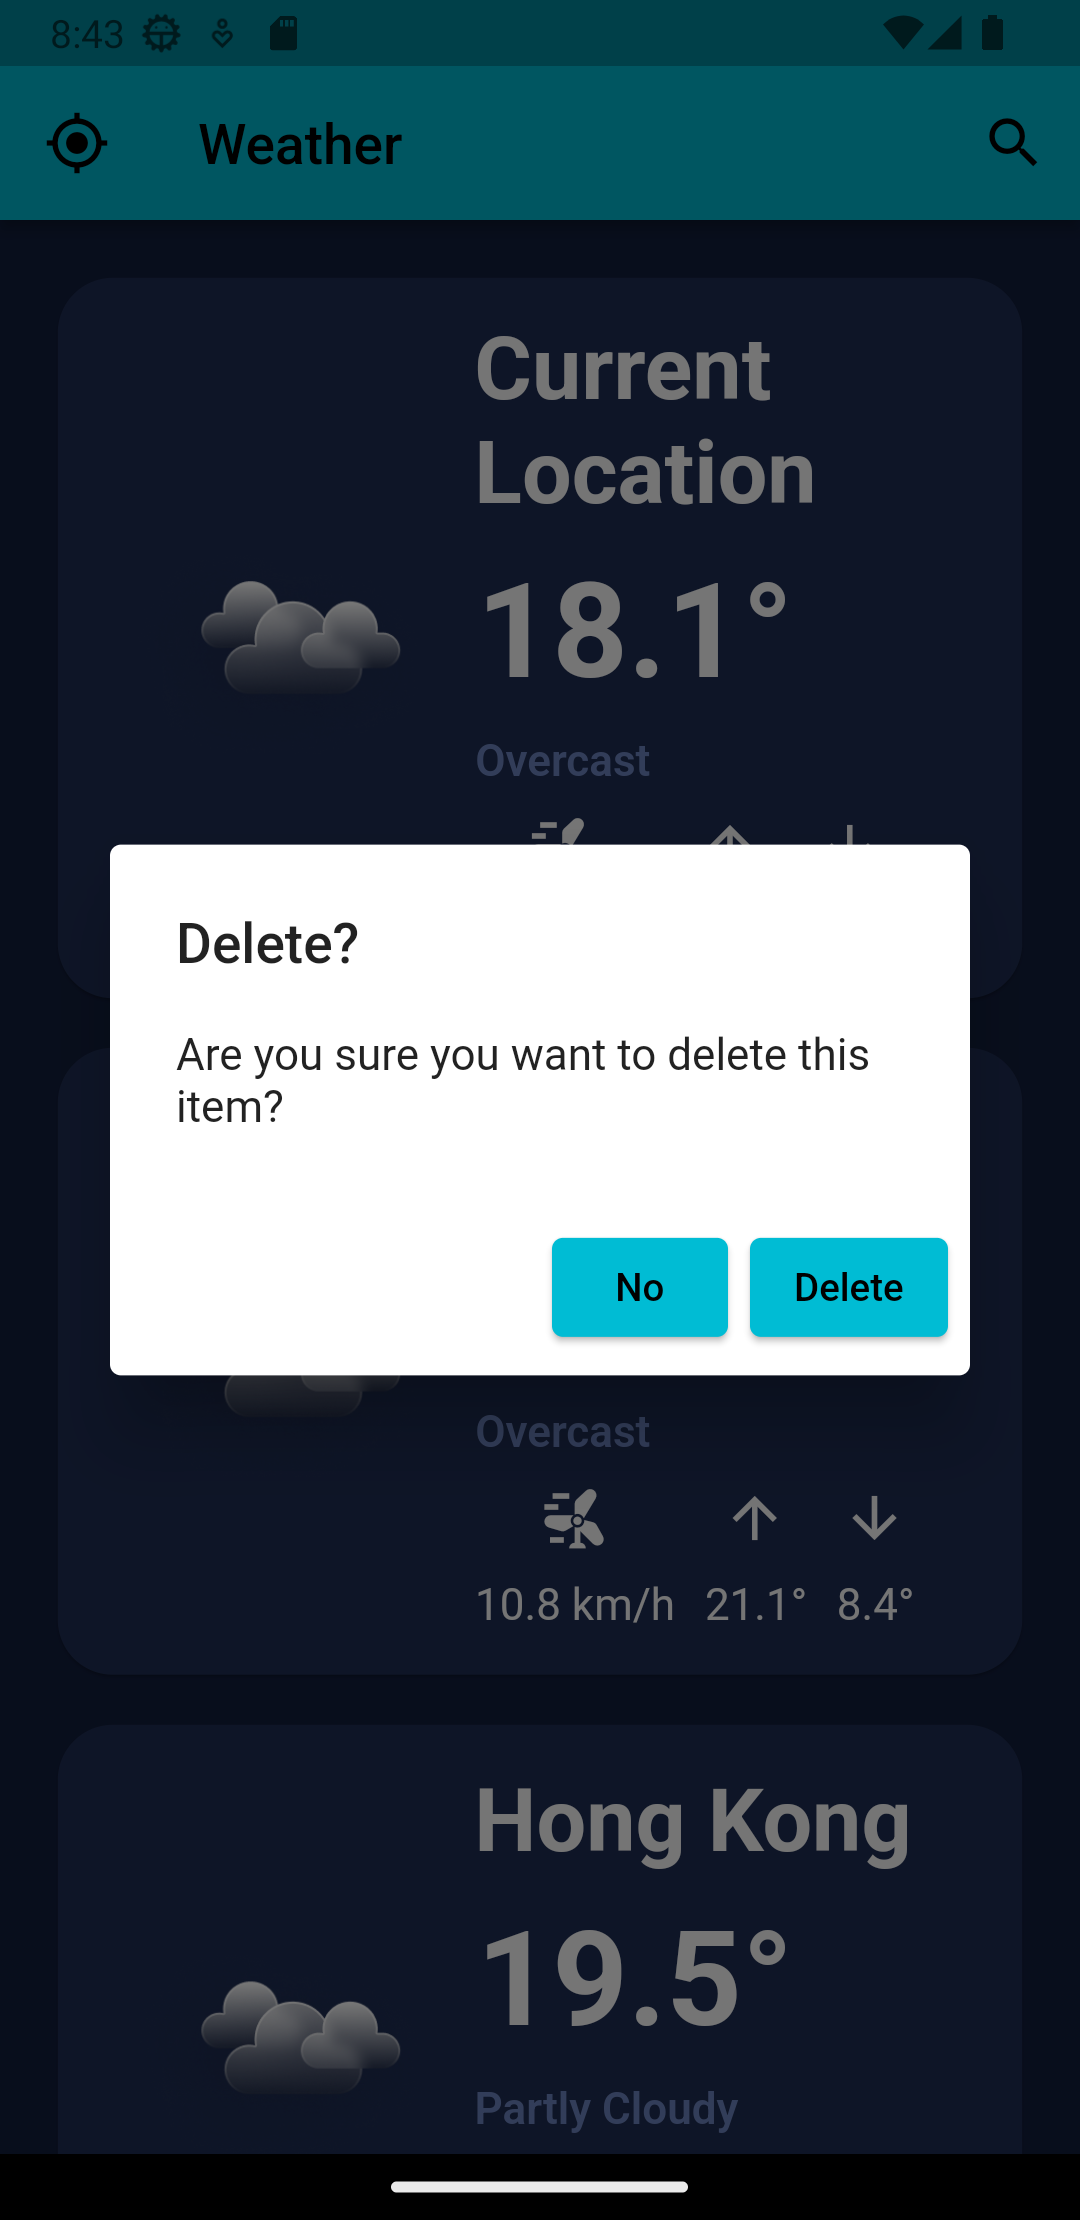 8:43
Weather
Current
Location
18.1°
Overcast
Delete?
Are you sure you want to delete this
item?
No
Delete
Overcast
10.8 km/h 21.1° 8.4°
Hong Kong
19.5°
Partly Cloudy